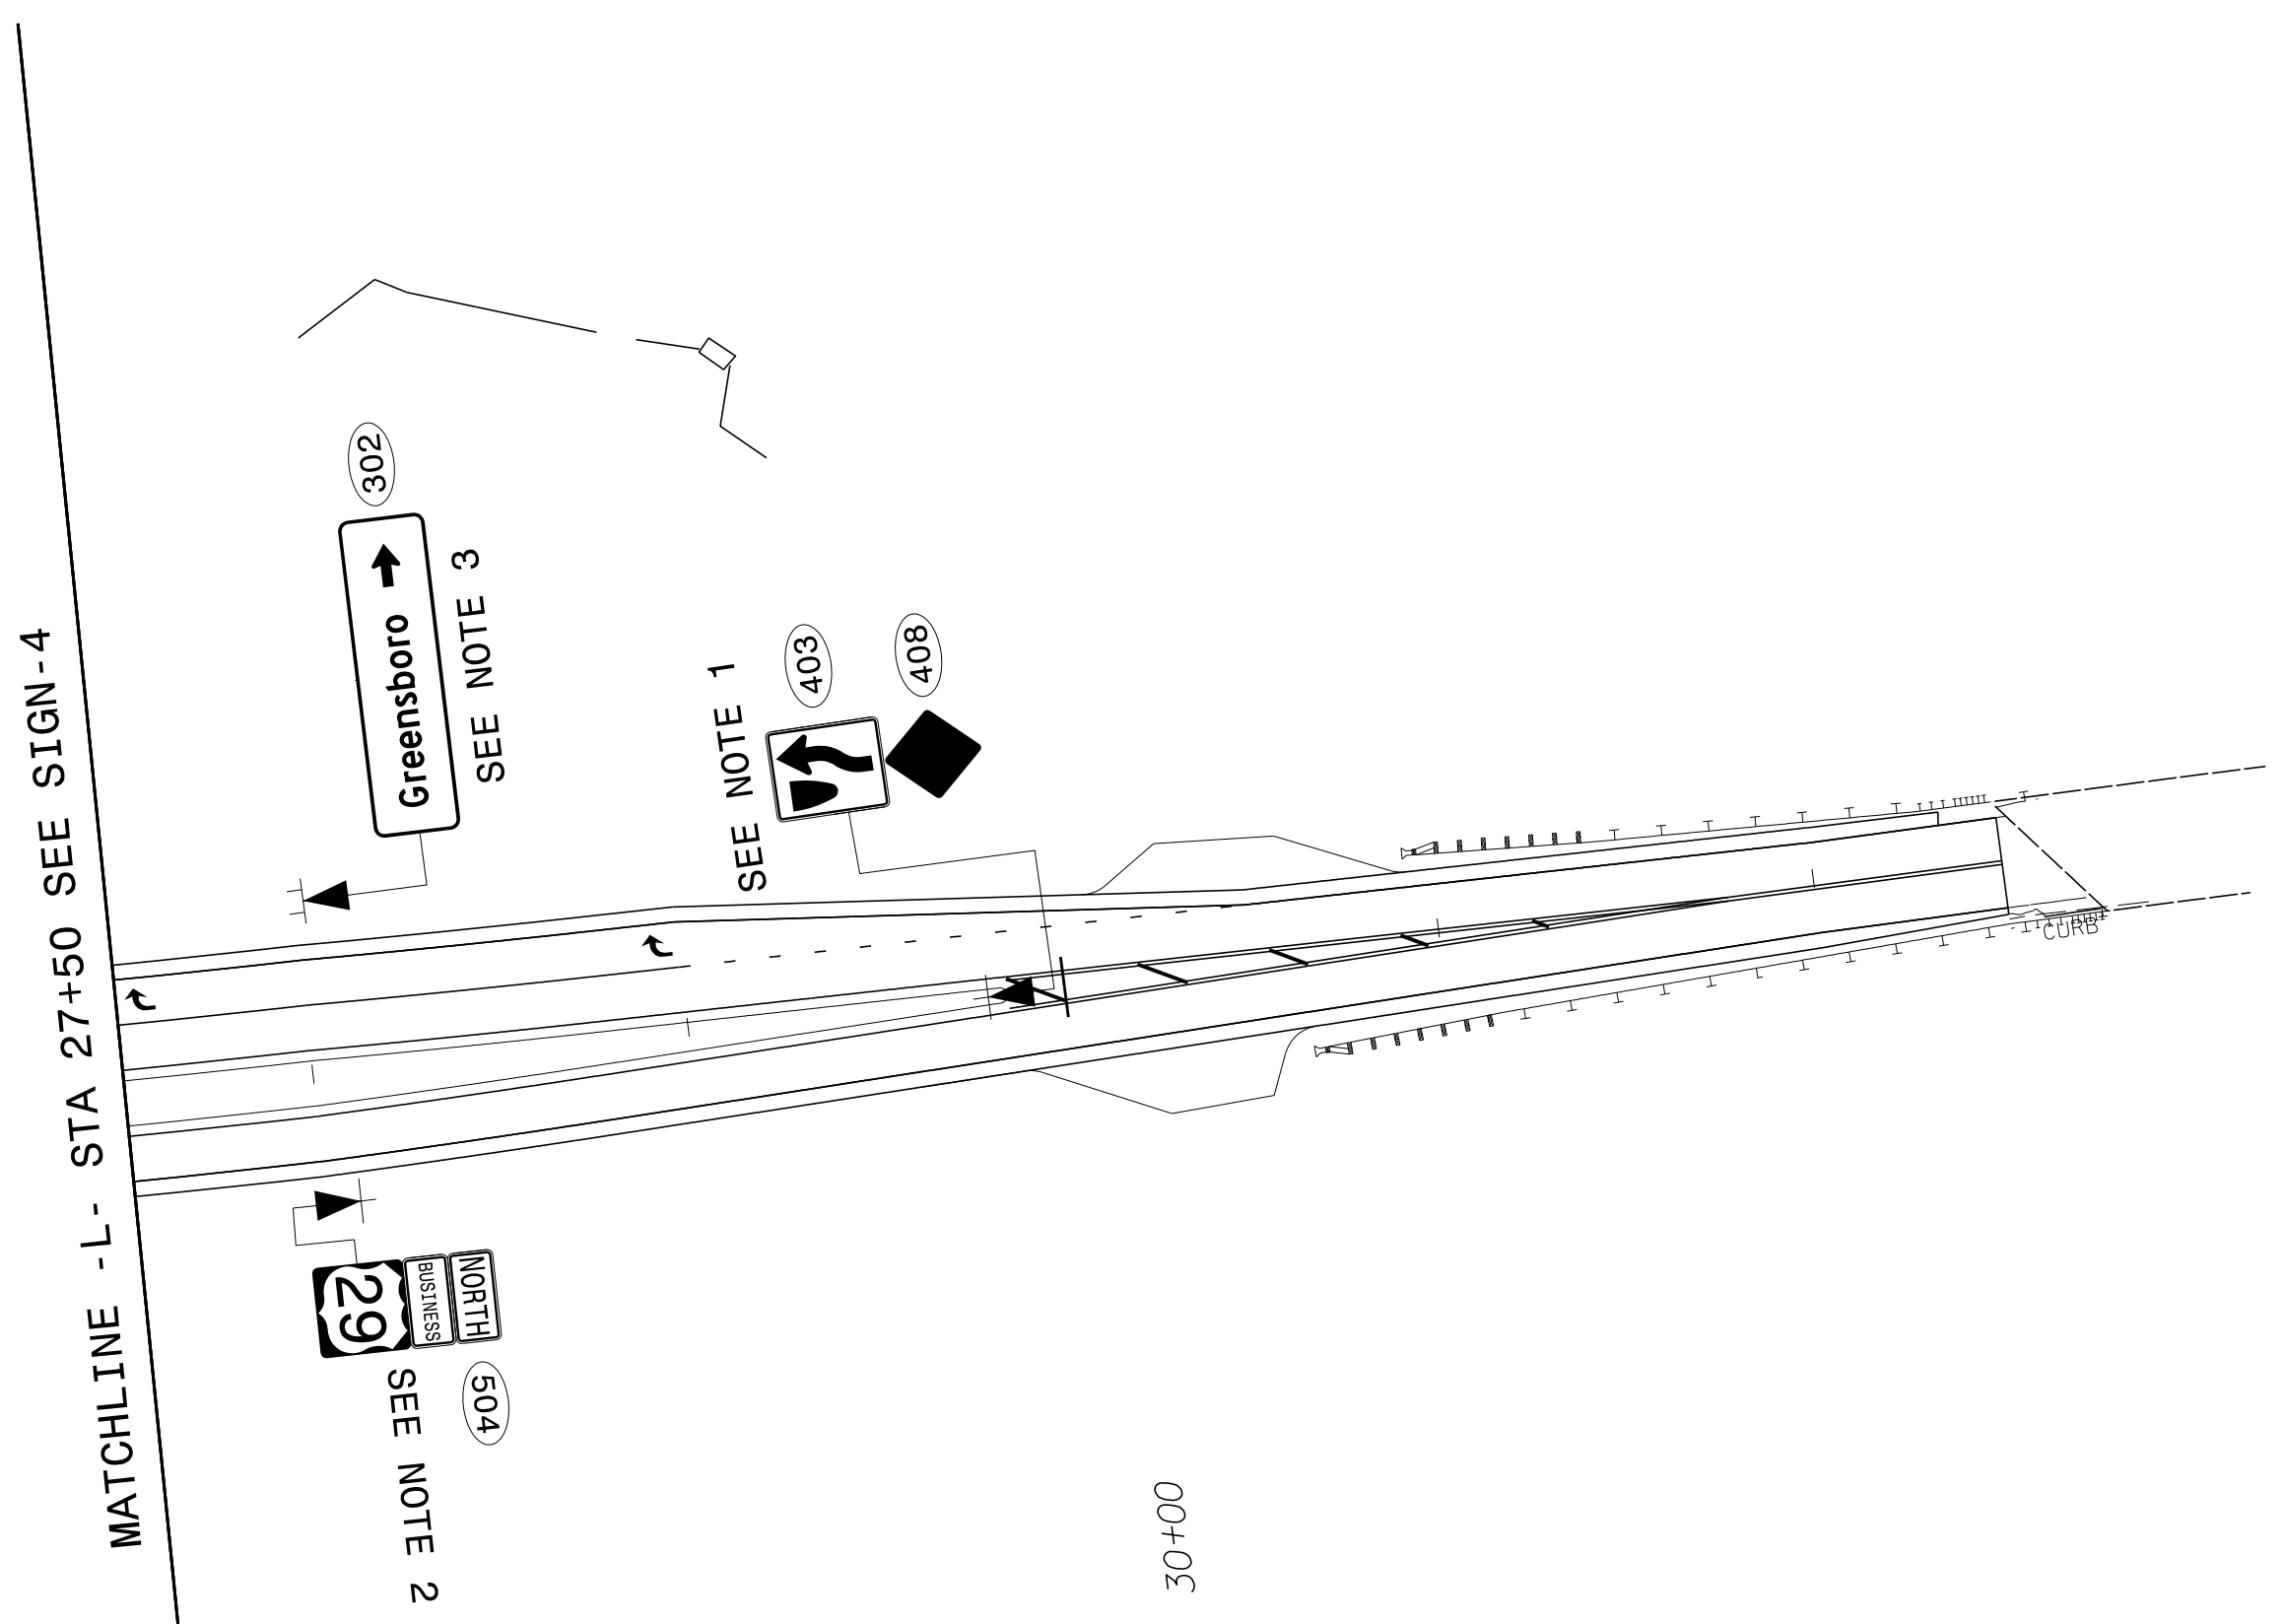 MATCHLINE -L- STA 27+50 SEE SIGN-4
302
Greensboro
SEE NOTE 3
SEE NOTE 1
403
408
CURB
29
BUSINESS
NORTH
SEE NOTE 2
504
30+00